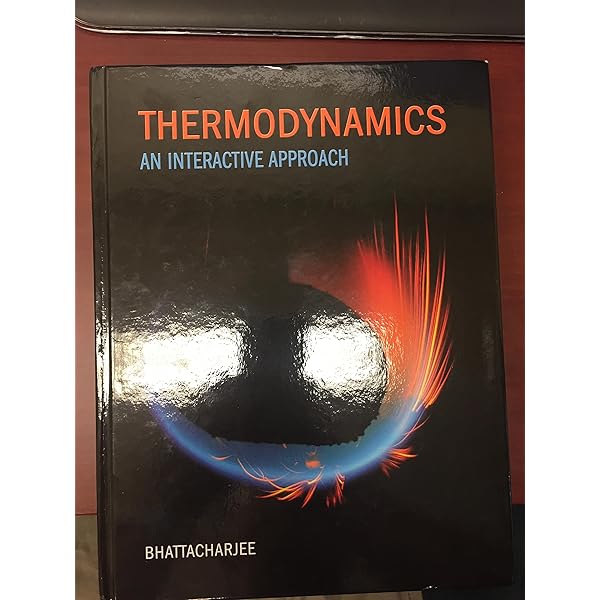 THERMODYNAMICS
AN INTERACTIVE APPROACH
BHATTACHARJEE